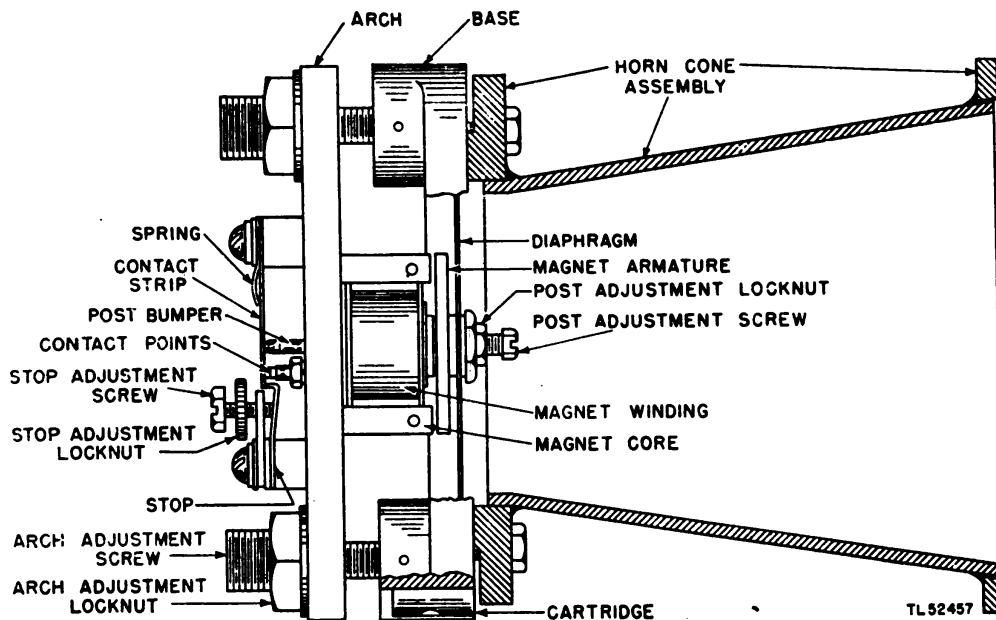 ARCH
BASE
HORN CONE
ASSEMBLY
SPRING
CONTACT
STRIP
POST BUMPER
CONTACT POINTS
STOP ADJUSTMENT
SCREW
STOP ADJUSTMENT
LOCKNUT
STOP
ARCH ADJUSTMENT
SCREW
ARCH ADJUSTMENT
LOCKNUT
DIAPHRAGM
MAGNET ARMATURE
POST ADJUSTMENT LOCKNUT
POST ADJUSTMENT SCREW
MAGNET WINDING
MAGNET CORE
CARTRIDGE
TL52457